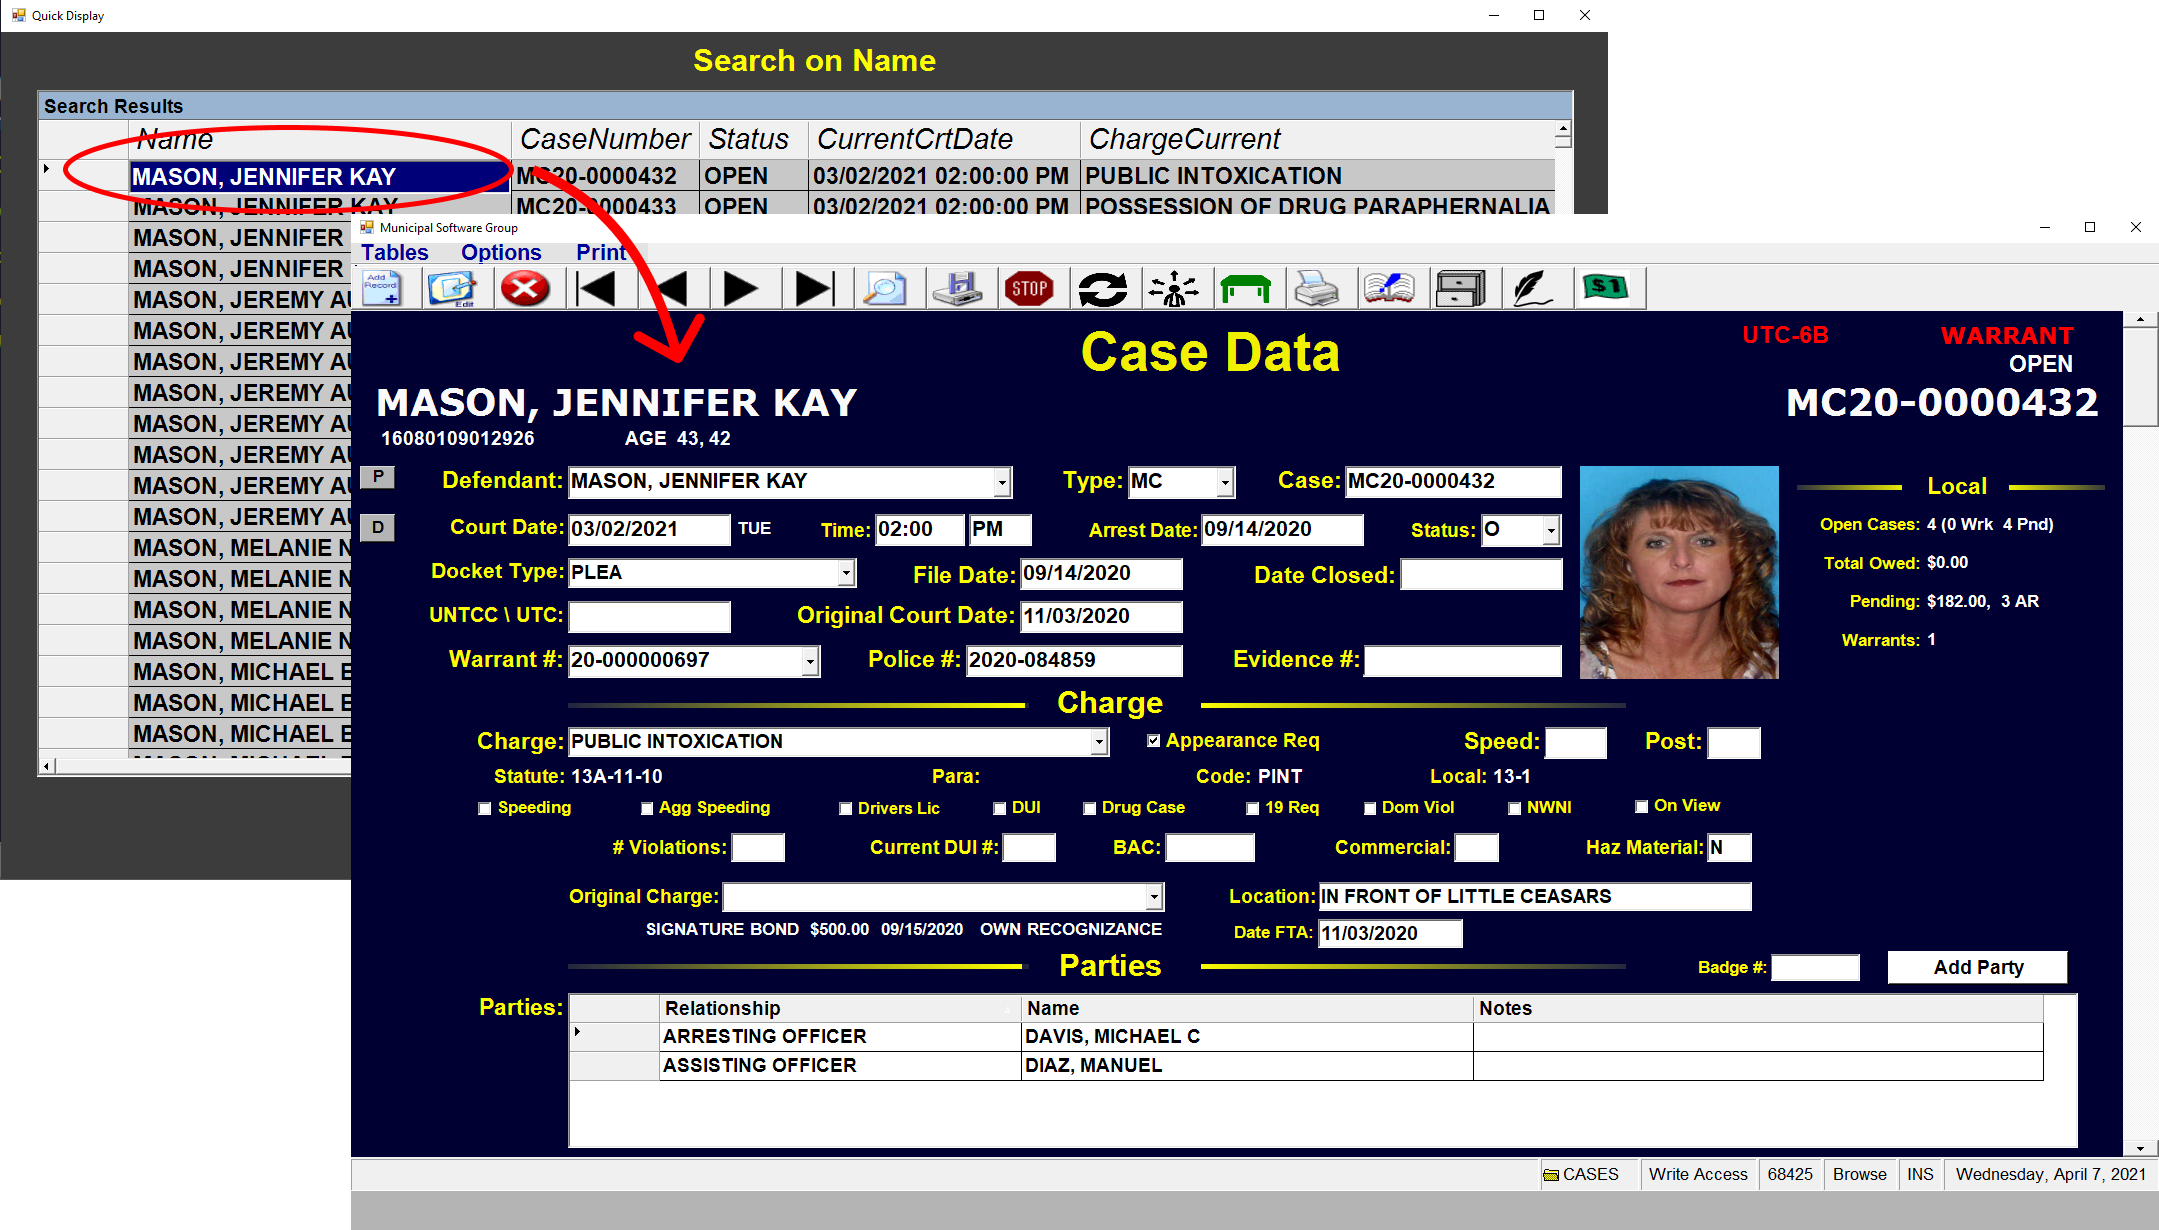 Quick Display
Search on Name
Search Results
Name CaseNumber Status CurrentCrtDate ChargeCurrent
MASON, JENNIFER KAY MC20-0000432 OPEN 03/02/2021 02:00:00 PM PUBLIC INTOXICATION
MASON, JENNIFER KAY MC20-0000433 OPEN 03/02/2021 02:00:00 PM POSSESSION OF DRUG PARAPHERNALIA
MASON, JENNIFER
MASON, JENNIFER
MASON, JEREMY AU
MASON, JEREMY AU
MASON, JEREMY AU
MASON, JEREMY AU
MASON, JEREMY AU
MASON, JEREMY AU
MASON, JEREMY AU
MASON, JEREMY AU
MASON, MELANIE N
MASON, MELANIE N
MASON, MELANIE N
MASON, MELANIE N
MASON, MICHAEL E
MASON, MICHAEL E
MASON, MICHAEL E
Municipal Software Group
Tables Options Print
Add Record
Edit
STOP
$1
Case Data
UTC-6B WARRANT
OPEN
MASON, JENNIFER KAY MC20-0000432
16080109012926 AGE 43, 42
P Defendant: MASON, JENNIFER KAY Type: MC Case: MC20-0000432
D Court Date: 03/02/2021 TUE Time: 02:00 PM Arrest Date: 09/14/2020 Status: O
Docket Type: PLEA File Date: 09/14/2020 Date Closed:
UNTCC \ UTC: Original Court Date: 11/03/2020
Warrant #: 20-000000697 Police #: 2020-084859 Evidence #:
Local
Open Cases: 4 (0 Wrk 4 Pnd)
Total Owed: $0.00
Pending: $182.00, 3 AR
Warrants: 1
Charge
Charge: PUBLIC INTOXICATION Appearance Req Speed: Post:
Statute: 13A-11-10 Para: Code: PINT Local: 13-1
Speeding Agg Speeding Drivers Lic DUI Drug Case 19 Req Dom Viol NWNI On View
# Violations: Current DUI #: BAC: Commercial: Haz Material: N
Original Charge: Location: IN FRONT OF LITTLE CEASARS
SIGNATURE BOND $500.00 09/15/2020 OWN RECOGNIZANCE Date FTA: 11/03/2020
Parties Badge #: Add Party
Parties: Relationship Name Notes
ARRESTING OFFICER DAVIS, MICHAEL C
ASSISTING OFFICER DIAZ, MANUEL
CASES Write Access 68425 Browse INS Wednesday, April 7, 2021